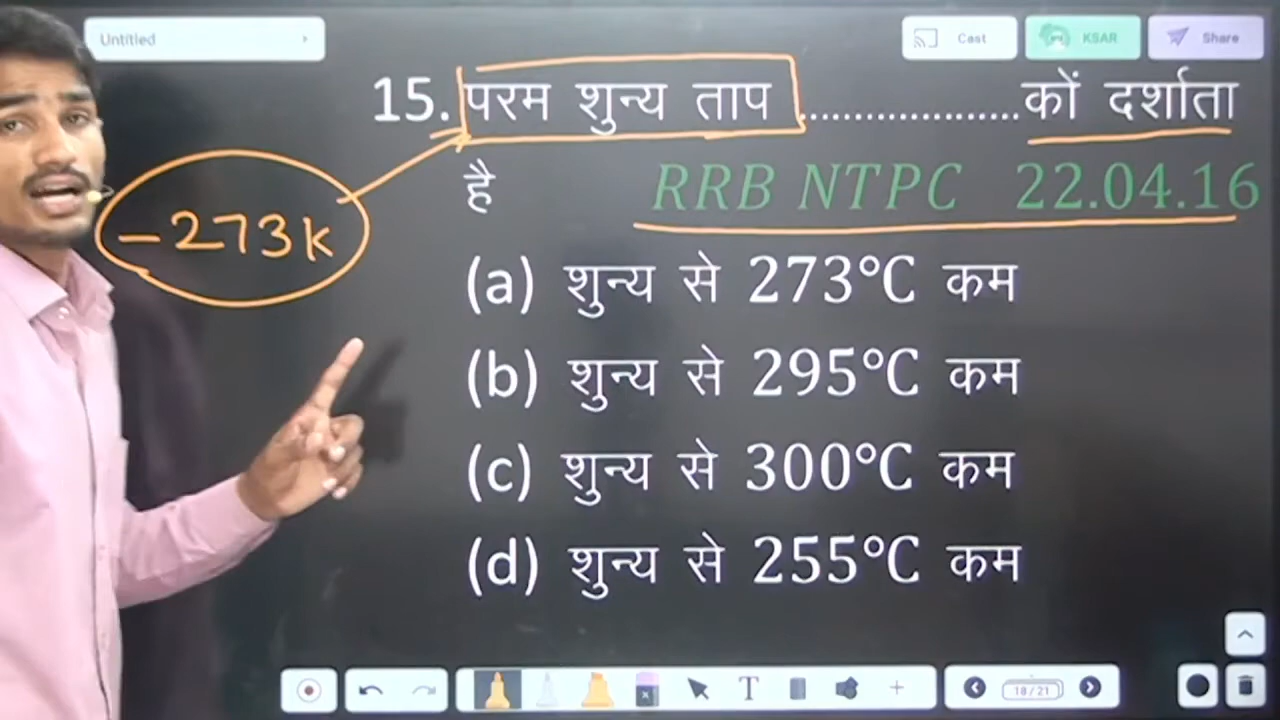 Untitled
Cast
KSAR
Share
15. परम शुन्य ताप ....................कों दर्शाता
है RRB NTPC 22.04.16
-273K
(a) शुन्य से 273°C कम
(b) शुन्य से 295°C कम
(c) शुन्य से 300°C कम
(d) शुन्य से 255°C कम
T
18/21